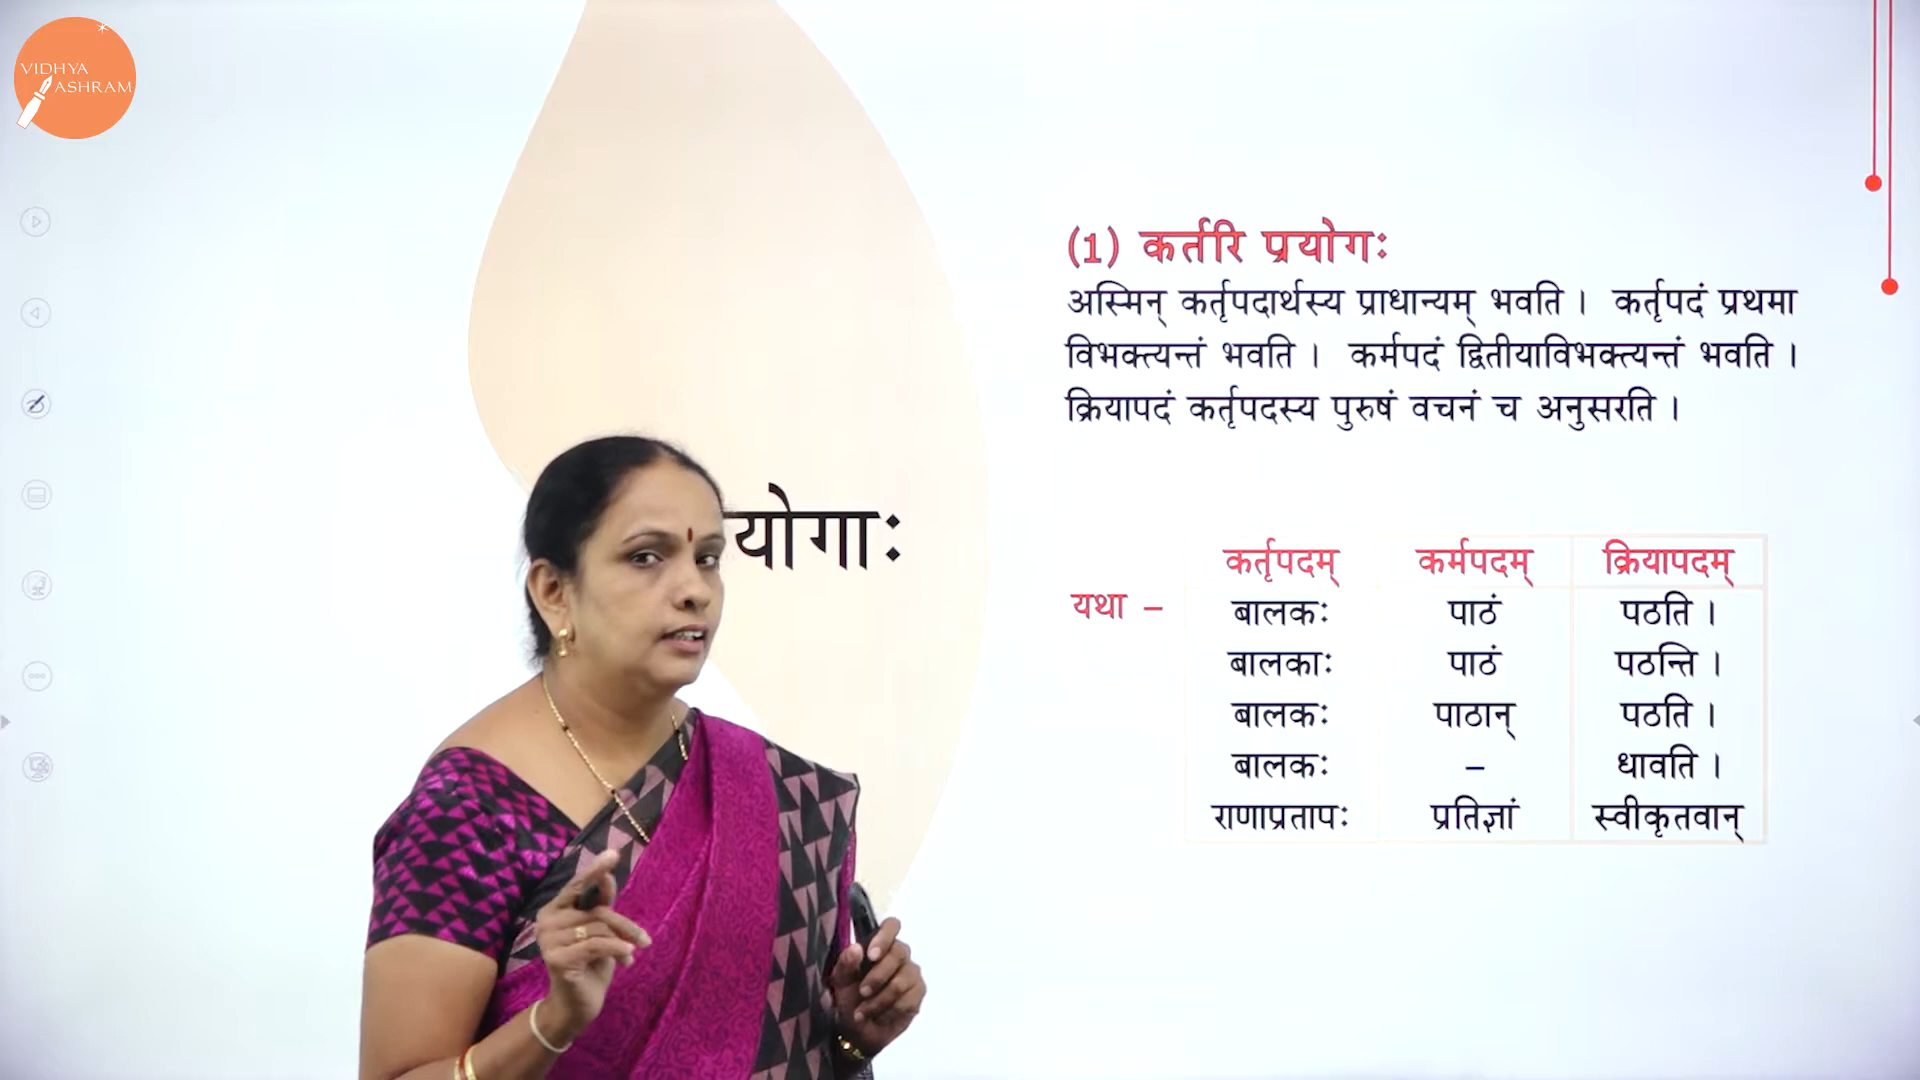 VIDHYA
ASHRAM
(1) कर्तरि प्रयोगः
अस्मिन् कर्तृपदार्थस्य प्राधान्यम् भवति । कर्तृपदं प्रथमा
विभक्त्यन्तं भवति । कर्मपदं द्वितीयाविभक्त्यन्तं भवति ।
क्रियापदं कर्तृपदस्य पुरुषं वचनं च अनुसरति ।
योगाः
कर्तृपदम् कर्मपदम् क्रियापदम्
यथा – बालकः पाठं पठति ।
बालकाः पाठं पठन्ति ।
बालकः पाठान् पठति ।
बालकः – धावति ।
राणाप्रतापः प्रतिज्ञां स्वीकृतवान्